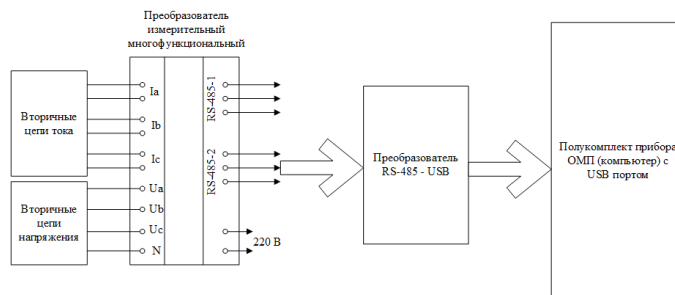 Преобразователь
измерительный
многофункциональный
Вторичные
цепи тока
Вторичные
цепи
напряжения
Ia
Ib
Ic
Ua
Ub
Uc
N
RS-485-1
RS-485-2
220 В
Преобразователь
RS-485 - USB
Полукомплект прибора
ОМП (компьютер) с
USB портом